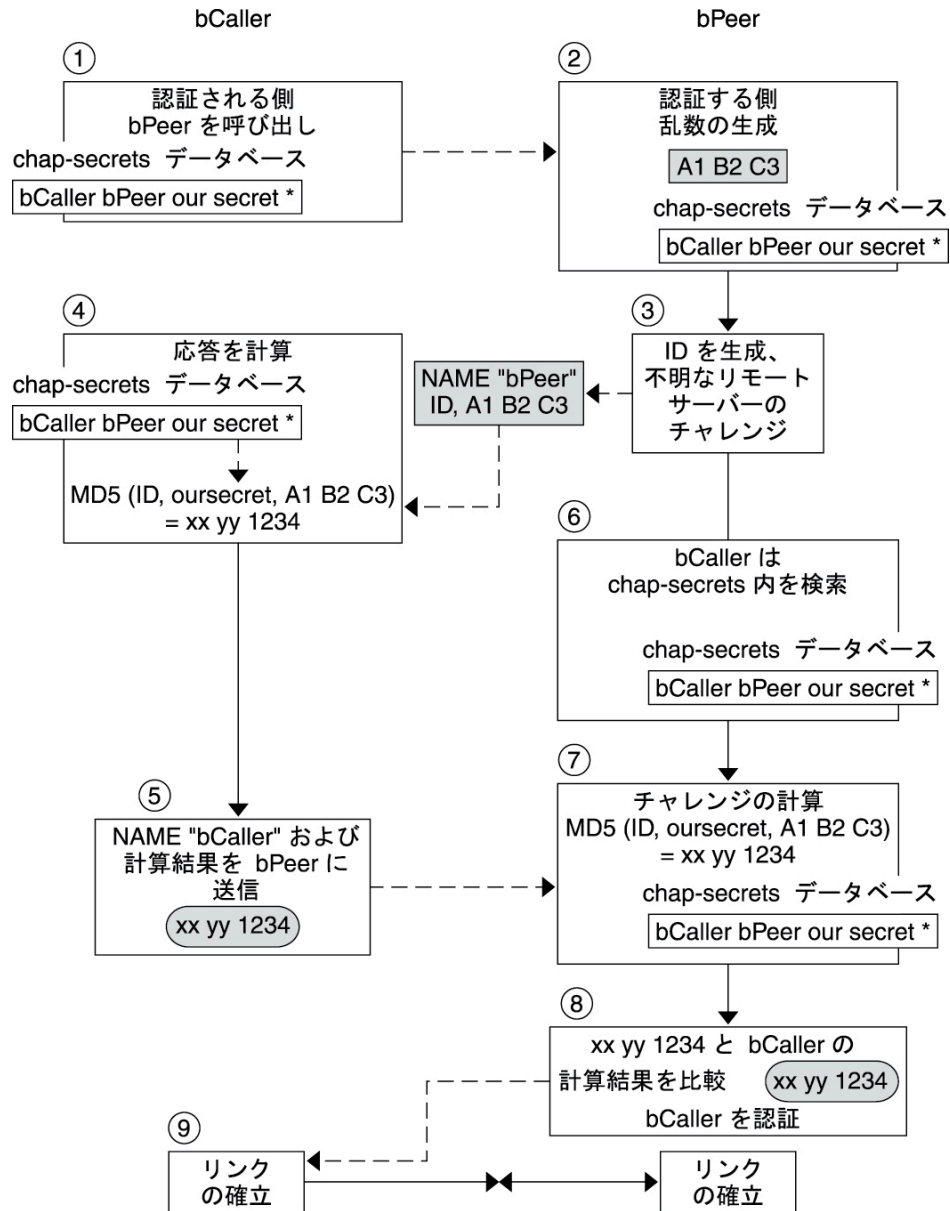 bCaller
bPeer
①
認証される側
bPeer を呼び出し
chap-secrets データベース
bCaller bPeer our secret *
②
認証する側
乱数の生成
A1 B2 C3
chap-secrets データベース
bCaller bPeer our secret *
③
ID を生成、
不明なリモート
サーバーの
チャレンジ
NAME "bPeer"
ID, A1 B2 C3
④
応答を計算
chap-secrets データベース
bCaller bPeer our secret *
MD5 (ID, oursecret, A1 B2 C3)
= xx yy 1234
⑤
NAME "bCaller" および
計算結果を bPeer に
送信
xx yy 1234
⑥
bCaller は
chap-secrets 内を検索
chap-secrets データベース
bCaller bPeer our secret *
⑦
チャレンジの計算
MD5 (ID, oursecret, A1 B2 C3)
= xx yy 1234
chap-secrets データベース
bCaller bPeer our secret *
⑧
xx yy 1234 と bCaller の
計算結果を比較 xx yy 1234
bCaller を認証
⑨
リンク
の確立
リンク
の確立